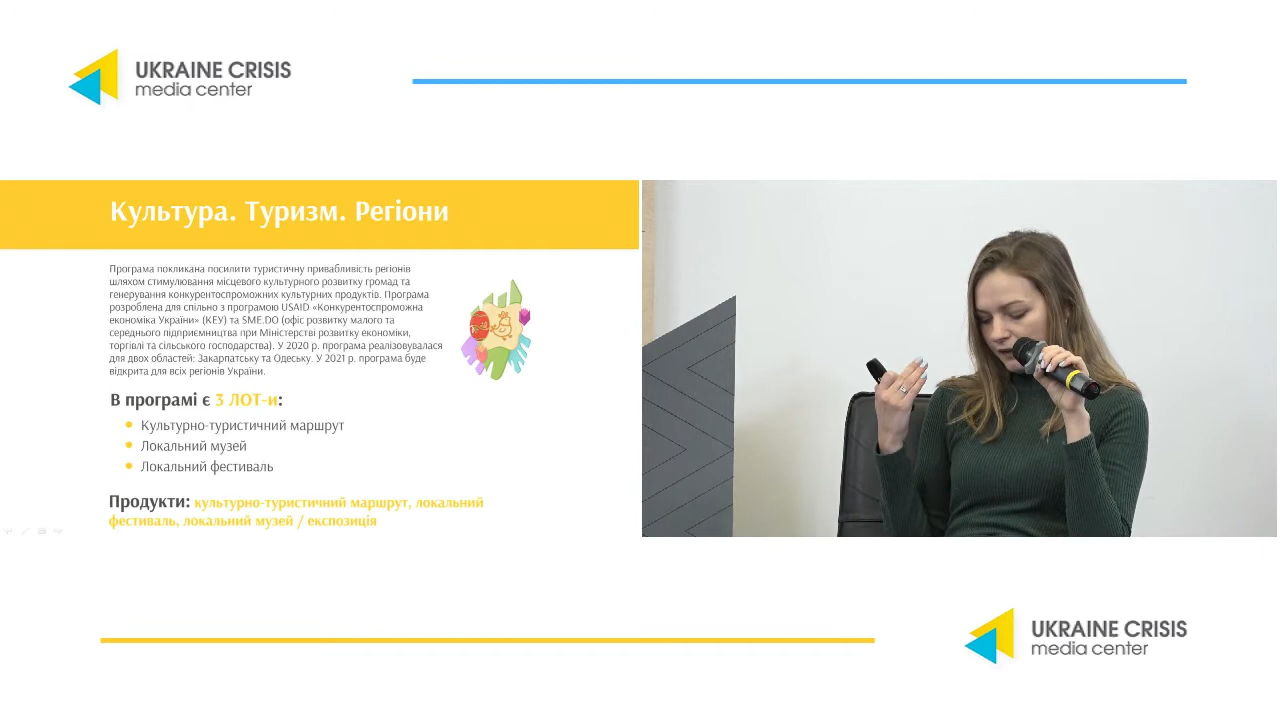 UKRAINE CRISIS
media center
Культура. Туризм. Регіони
Програма покликана посилити туристичну привабливість регіонів
шляхом стимулювання місцевого культурного розвитку громад та
генерування конкурентоспроможних культурних продуктів. Програма
розроблена для спільно з програмою USAID «Конкурентоспроможна
економіка України» (КЕУ) та SME.DO (офіс розвитку малого та
середнього підприємництва при Міністерстві розвитку економіки,
торгівлі та сільського господарства). У 2020 р. програма реалізовувалася
для двох областей: Закарпатську та Одеську. У 2021 р. програма буде
відкрита для всіх регіонів України.
В програмі є 3 ЛОТ-и:
Культурно-туристичний маршрут
Локальний музей
Локальний фестиваль
Продукти: культурно-туристичний маршрут, локальний
фестиваль, локальний музей / експозиція
UKRAINE CRISIS
media center